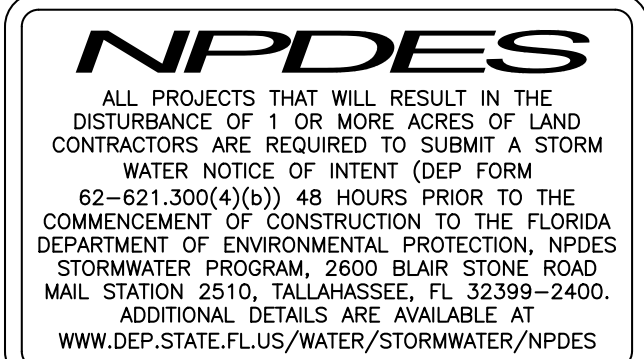 NPDES
ALL PROJECTS THAT WILL RESULT IN THE
DISTURBANCE OF 1 OR MORE ACRES OF LAND
CONTRACTORS ARE REQUIRED TO SUBMIT A STORM
WATER NOTICE OF INTENT (DEP FORM
62-621.300(4)(b)) 48 HOURS PRIOR TO THE
COMMENCEMENT OF CONSTRUCTION TO THE FLORIDA
DEPARTMENT OF ENVIRONMENTAL PROTECTION, NPDES
STORMWATER PROGRAM, 2600 BLAIR STONE ROAD
MAIL STATION 2510, TALLAHASSEE, FL 32399-2400.
ADDITIONAL DETAILS ARE AVAILABLE AT
WWW.DEP.STATE.FL.US/WATER/STORMWATER/NPDES